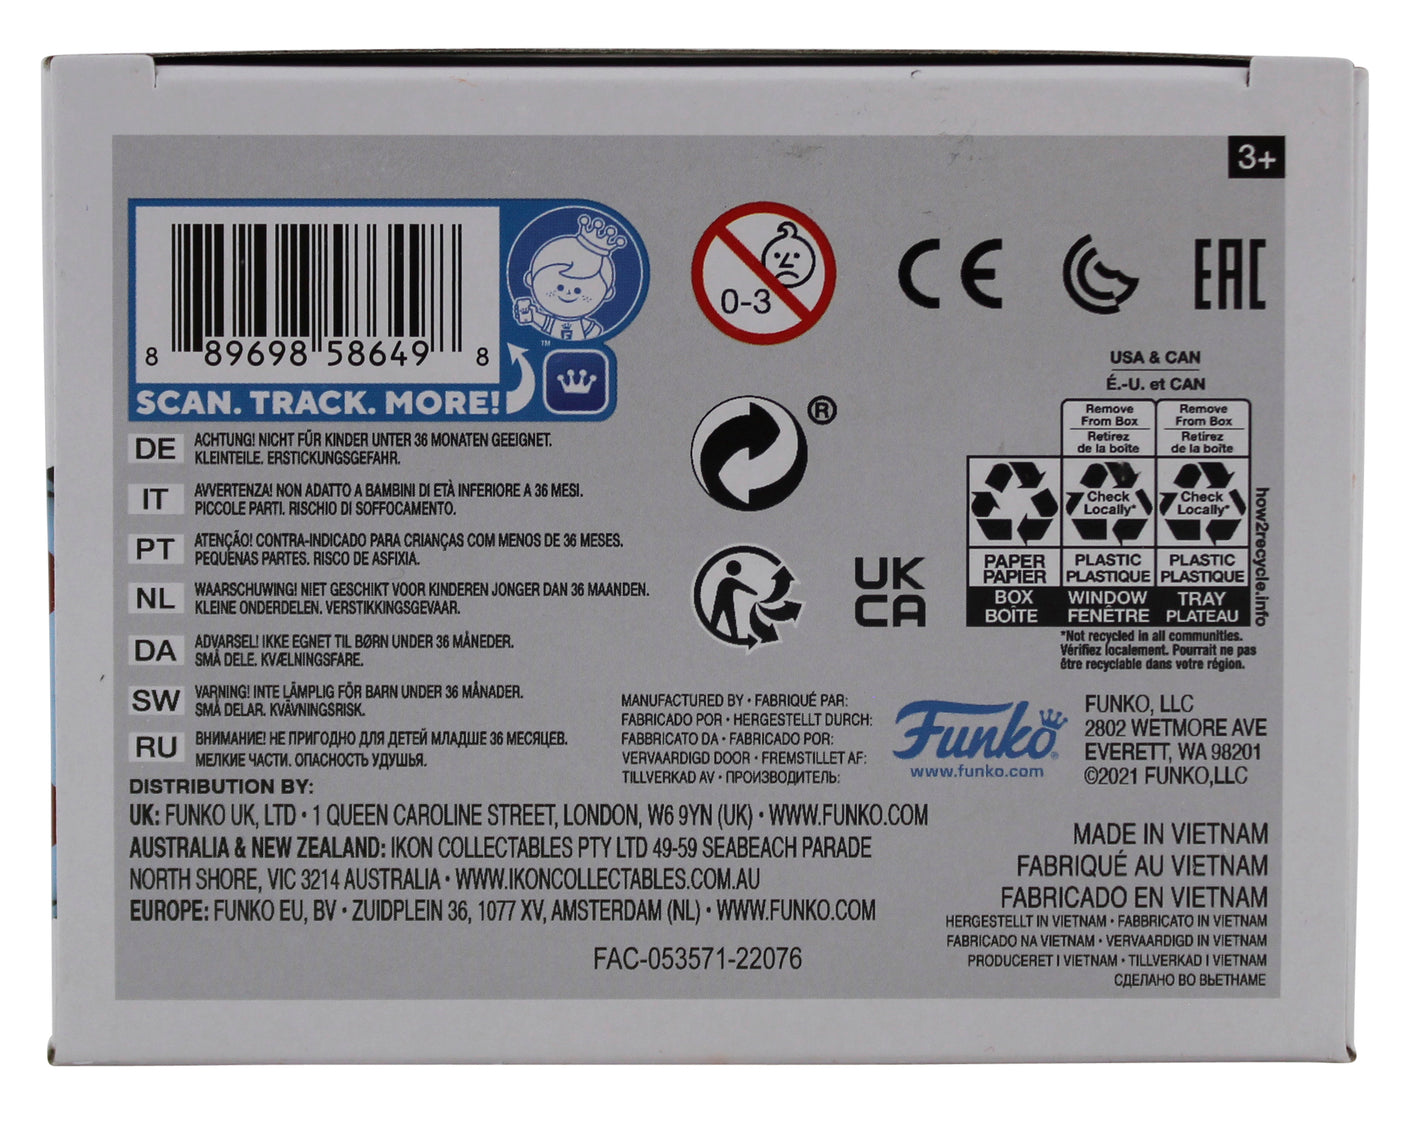 3+
8 89698 58649 8
SCAN. TRACK. MORE!
™
0-3
CE
EAC
®
UK
CA
USA & CAN
É.-U. et CAN
Remove
From Box
Retirez
de la boîte
Remove
From Box
Retirez
de la boîte
Check
Locally*
Check
Locally*
PAPER
PAPIER
PLASTIC
PLASTIQUE
PLASTIC
PLASTIQUE
BOX
BOÎTE
WINDOW
FENÊTRE
TRAY
PLATEAU
how2recycle.info
*Not recycled in all communities.
Vérifiez localement. Pourrait ne pas
être recyclable dans votre région.
DE ACHTUNG! NICHT FÜR KINDER UNTER 36 MONATEN GEEIGNET.
KLEINTEILE. ERSTICKUNGSGEFAHR.
IT AVVERTENZA! NON ADATTO A BAMBINI DI ETÀ INFERIORE A 36 MESI.
PICCOLE PARTI. RISCHIO DI SOFFOCAMENTO.
PT ATENÇÃO! CONTRA-INDICADO PARA CRIANÇAS COM MENOS DE 36 MESES.
PEQUENAS PARTES. RISCO DE ASFIXIA.
NL WAARSCHUWING! NIET GESCHIKT VOOR KINDEREN JONGER DAN 36 MAANDEN.
KLEINE ONDERDELEN. VERSTIKKINGSGEVAAR.
DA ADVARSEL! IKKE EGNET TIL BØRN UNDER 36 MÅNEDER.
SMÅ DELE. KVÆLNINGSFARE.
SW VARNING! INTE LÄMPLIG FÖR BARN UNDER 36 MÅNADER.
SMÅ DELAR. KVÄVNINGSRISK.
RU ВНИМАНИЕ! НЕ ПРИГОДНО ДЛЯ ДЕТЕЙ МЛАДШЕ 36 МЕСЯЦЕВ.
МЕЛКИЕ ЧАСТИ. ОПАСНОСТЬ УДУШЬЯ.
MANUFACTURED BY • FABRIQUÉ PAR:
FABRICADO POR • HERGESTELLT DURCH:
FABBRICATO DA • FABRICADO POR:
VERVAARDIGD DOOR • FREMSTILLET AF:
TILLVERKAD AV • ПРОИЗВОДИТЕЛЬ:
Funko®
www.funko.com
FUNKO, LLC
2802 WETMORE AVE
EVERETT, WA 98201
©2021 FUNKO,LLC
DISTRIBUTION BY:
UK: FUNKO UK, LTD • 1 QUEEN CAROLINE STREET, LONDON, W6 9YN (UK) • WWW.FUNKO.COM
AUSTRALIA & NEW ZEALAND: IKON COLLECTABLES PTY LTD 49-59 SEABEACH PARADE
NORTH SHORE, VIC 3214 AUSTRALIA • WWW.IKONCOLLECTABLES.COM.AU
EUROPE: FUNKO EU, BV • ZUIDPLEIN 36, 1077 XV, AMSTERDAM (NL) • WWW.FUNKO.COM
FAC-053571-22076
MADE IN VIETNAM
FABRIQUÉ AU VIETNAM
FABRICADO EN VIETNAM
HERGESTELLT IN VIETNAM • FABBRICATO IN VIETNAM
FABRICADO NA VIETNAM • VERVAARDIGD IN VIETNAM
PRODUCERET I VIETNAM • TILLVERKAD I VIETNAM
СДЕЛАНО ВО ВЬЕТНАМЕ